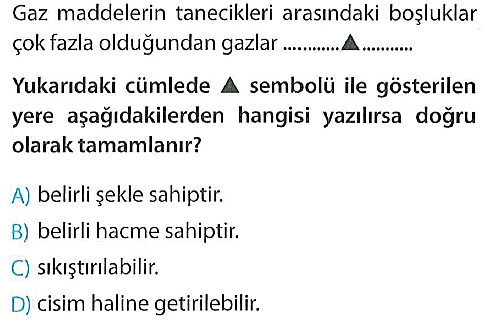 Gaz maddelerin tanecikleri arasındaki boşluklar
çok fazla olduğundan gazlar ............▲............
Yukarıdaki cümlede ▲ sembolü ile gösterilen
yere aşağıdakilerden hangisi yazılırsa doğru
olarak tamamlanır?
A) belirli şekle sahiptir.
B) belirli hacme sahiptir.
C) sıkıştırılabilir.
D) cisim haline getirilebilir.